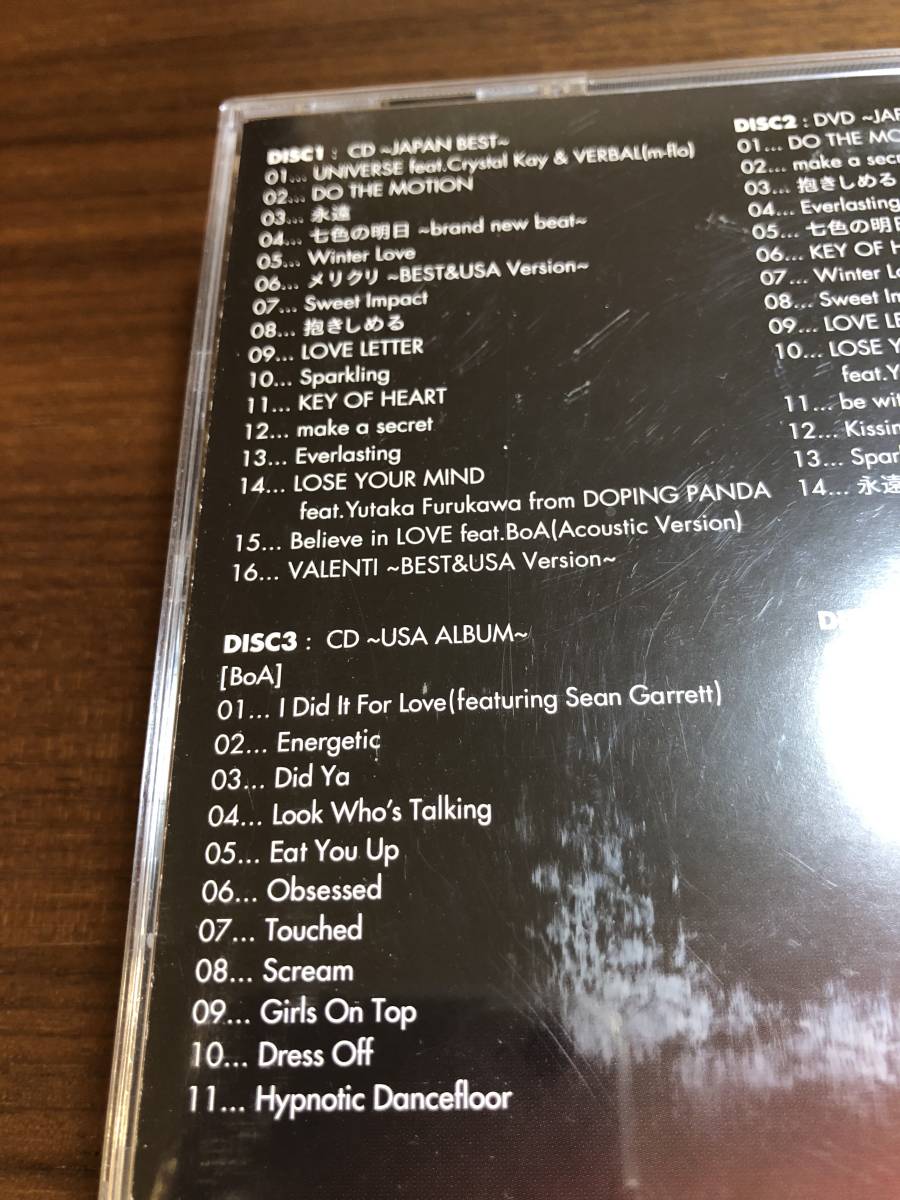 DISC1 : CD ~JAPAN BEST~
01... UNIVERSE feat.Crystal Kay & VERBAL(m-flo)
02... DO THE MOTION
03... 永遠
04... 七色の明日 ~brand new beat~
05... Winter Love
06... メリクリ ~BEST&USA Version~
07... Sweet Impact
08... 抱きしめる
09... LOVE LETTER
10... Sparkling
11... KEY OF HEART
12... make a secret
13... Everlasting
14... LOSE YOUR MIND
feat.Yutaka Furukawa from DOPING PANDA
15... Believe in LOVE feat.BoA(Acoustic Version)
16... VALENTI ~BEST&USA Version~
DISC2 : DVD
01... DO THE
02... make a
03... 抱きしめる
04... Everlasting
05... 七色の明
06... KEY OF
07... Winter
08... Sweet
09... LOVE
10... LOSE
11... be
12...
13...
14... 永遠
DISC3 : CD ~USA ALBUM~
[BoA]
01... I Did It For Love(featuring Sean Garrett)
02... Energetic
03... Did Ya
04... Look Who's Talking
05... Eat You Up
06... Obsessed
07... Touched
08... Scream
09... Girls On Top
10... Dress Off
11... Hypnotic Dancefloor